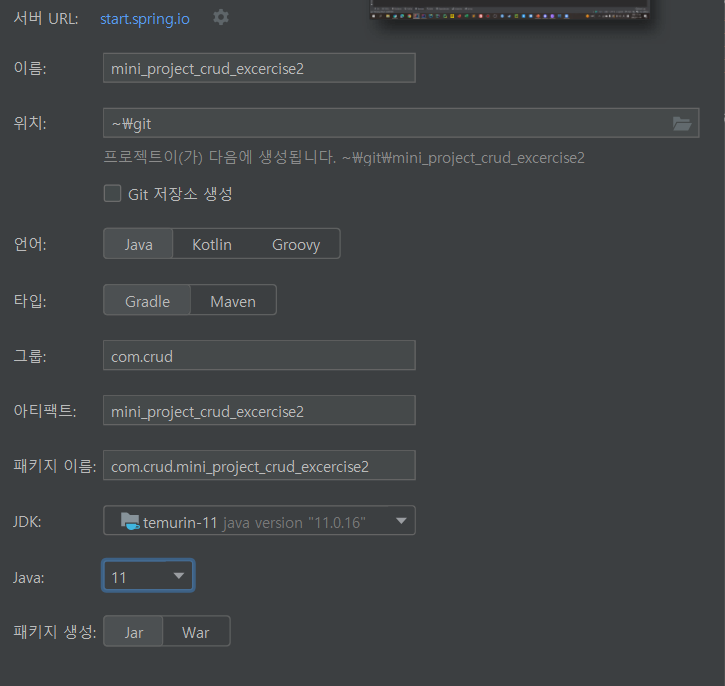 서버 URL: start.spring.io
이름: mini_project_crud_excercise2
위치: ~₩git
프로젝트이(가) 다음에 생성됩니다. ~₩git₩mini_project_crud_excercise2
Git 저장소 생성
언어: Java Kotlin Groovy
타입: Gradle Maven
그룹: com.crud
아티팩트: mini_project_crud_excercise2
패키지 이름: com.crud.mini_project_crud_excercise2
JDK: temurin-11 java version "11.0.16"
Java: 11
패키지 생성: Jar War